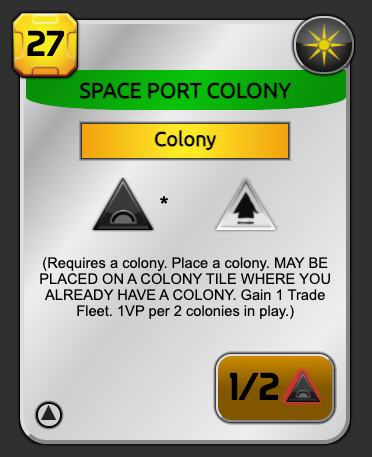 27
SPACE PORT COLONY
Colony
*
(Requires a colony. Place a colony. MAY BE
PLACED ON A COLONY TILE WHERE YOU
ALREADY HAVE A COLONY. Gain 1 Trade
Fleet. 1VP per 2 colonies in play.)
1/2